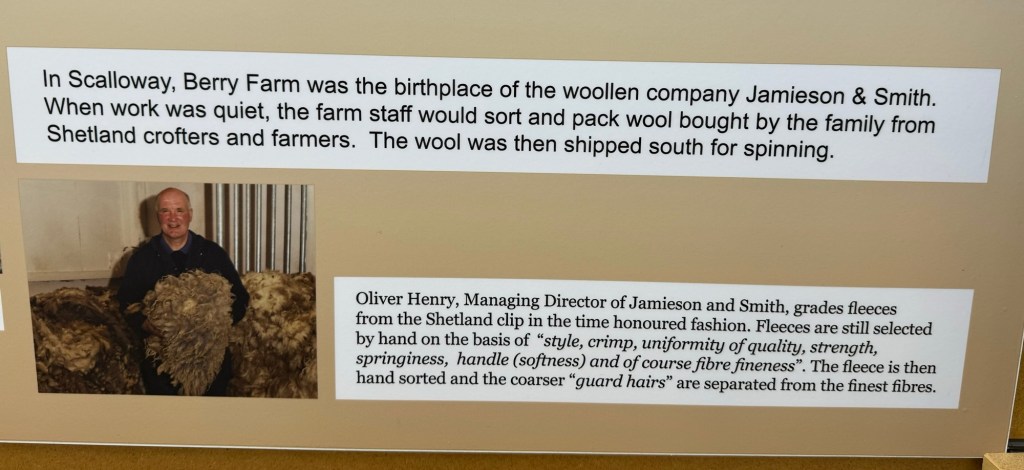 In Scalloway, Berry Farm was the birthplace of the woollen company Jamieson & Smith.
When work was quiet, the farm staff would sort and pack wool bought by the family from
Shetland crofters and farmers.  The wool was then shipped south for spinning.
Oliver Henry, Managing Director of Jamieson and Smith, grades fleeces
from the Shetland clip in the time honoured fashion. Fleeces are still selected
by hand on the basis of  “style, crimp, uniformity of quality, strength,
springiness,  handle (softness) and of course fibre fineness”. The fleece is then
hand sorted and the coarser “guard hairs” are separated from the finest fibres.